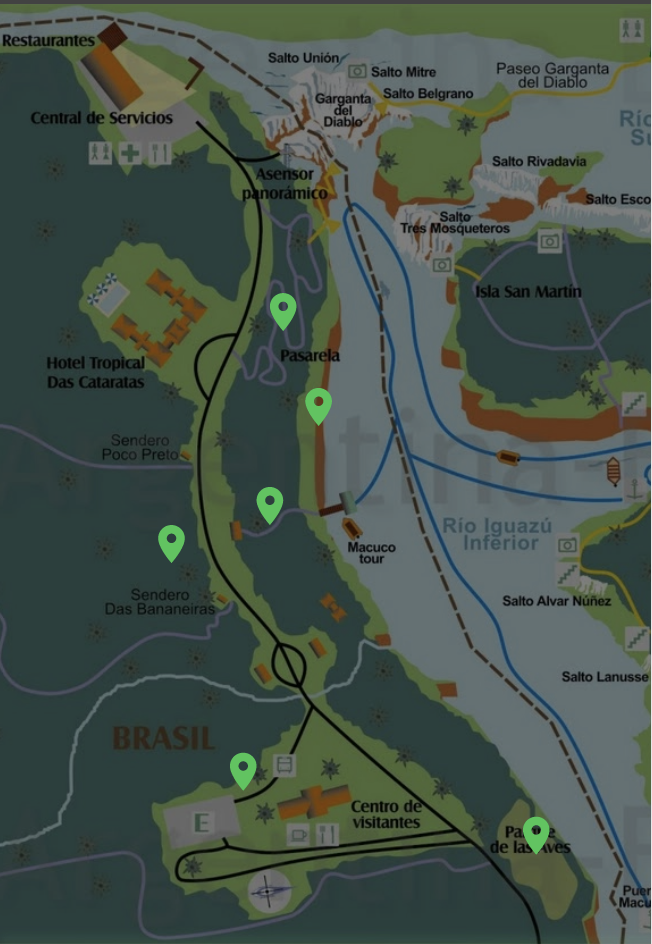 Restaurantes
Central de Servicios
Salto Unión
Salto Mitre
Garganta
del
Diablo
Salto Belgrano
Paseo Garganta
del Diablo
Río
Su
Salto Rivadavia
Asensor
panorámico
Salto Esco
Salto
Tres Mosqueteros
Isla San Martín
Hotel Tropical
Das Cataratas
Pasarela
Sendero
Poco Preto
Macuco
tour
Río Iguazú
Inferior
Sendero
Das Bananeiras
Salto Alvar Núñez
Salto Lanusse
BRASIL
E
Centro de
visitantes
de las Aves
Puer
Macu